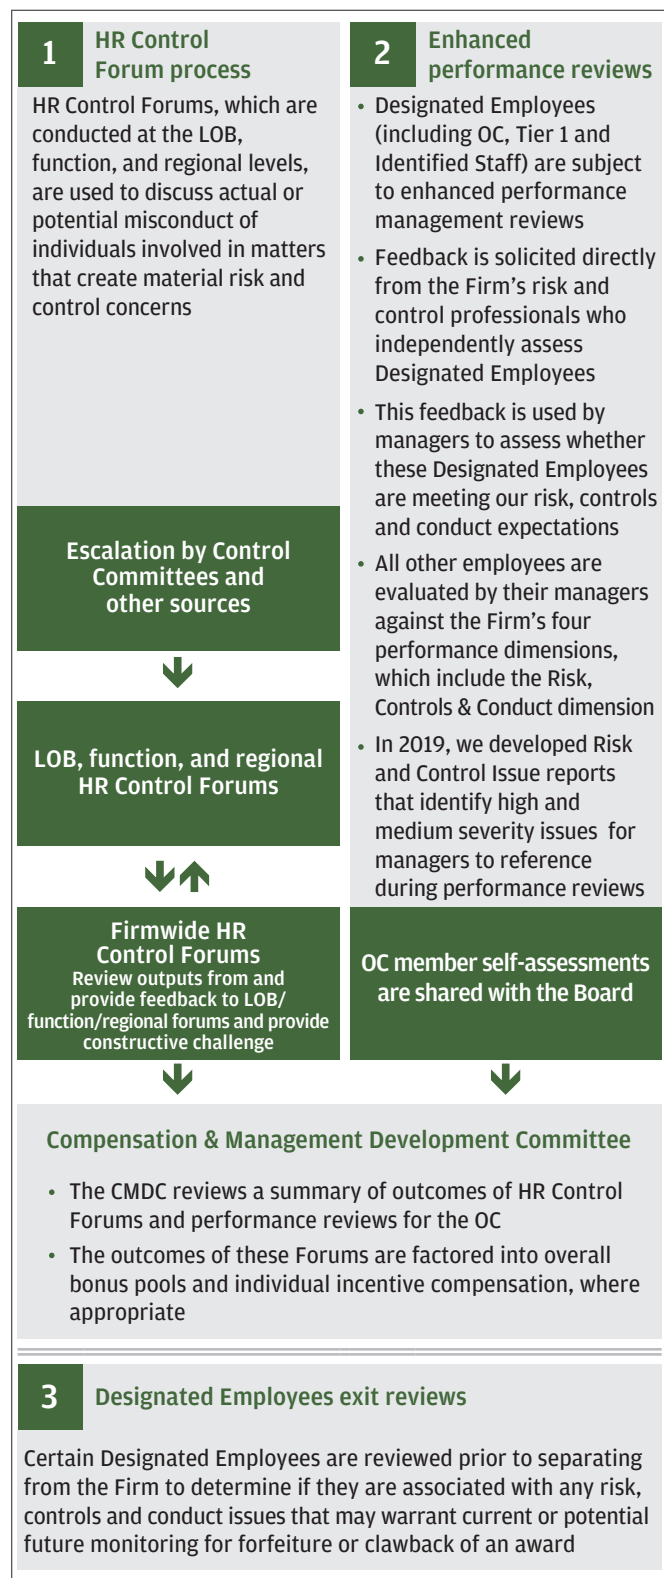 1
HR Control
Forum process
HR Control Forums, which are
conducted at the LOB,
function, and regional levels,
are used to discuss actual or
potential misconduct of
individuals involved in matters
that create material risk and
control concerns
Escalation by Control
Committees and
other sources
LOB, function, and regional
HR Control Forums
Firmwide HR
Control Forums
Review outputs from and
provide feedback to LOB/
function/regional forums and provide
constructive challenge
2
Enhanced
performance reviews
• Designated Employees
(including OC, Tier 1 and
Identified Staff) are subject
to enhanced performance
management reviews
• Feedback is solicited directly
from the Firm’s risk and
control professionals who
independently assess
Designated Employees
• This feedback is used by
managers to assess whether
these Designated Employees
are meeting our risk, controls
and conduct expectations
• All other employees are
evaluated by their managers
against the Firm’s four
performance dimensions,
which include the Risk,
Controls & Conduct dimension
• In 2019, we developed Risk
and Control Issue reports
that identify high and
medium severity issues for
managers to reference
during performance reviews
OC member self-assessments
are shared with the Board
Compensation & Management Development Committee
• The CMDC reviews a summary of outcomes of HR Control
Forums and performance reviews for the OC
• The outcomes of these Forums are factored into overall
bonus pools and individual incentive compensation, where
appropriate
3
Designated Employees exit reviews
Certain Designated Employees are reviewed prior to separating
from the Firm to determine if they are associated with any risk,
controls and conduct issues that may warrant current or potential
future monitoring for forfeiture or clawback of an award